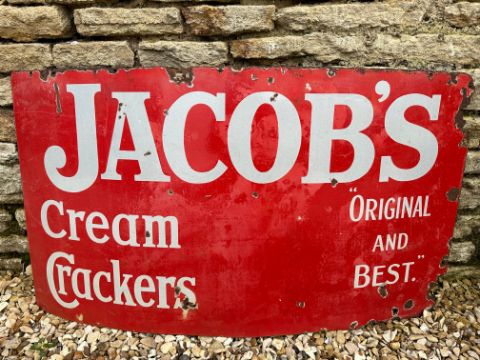 JACOB'S
Cream
Crackers
"ORIGINAL
AND
BEST."